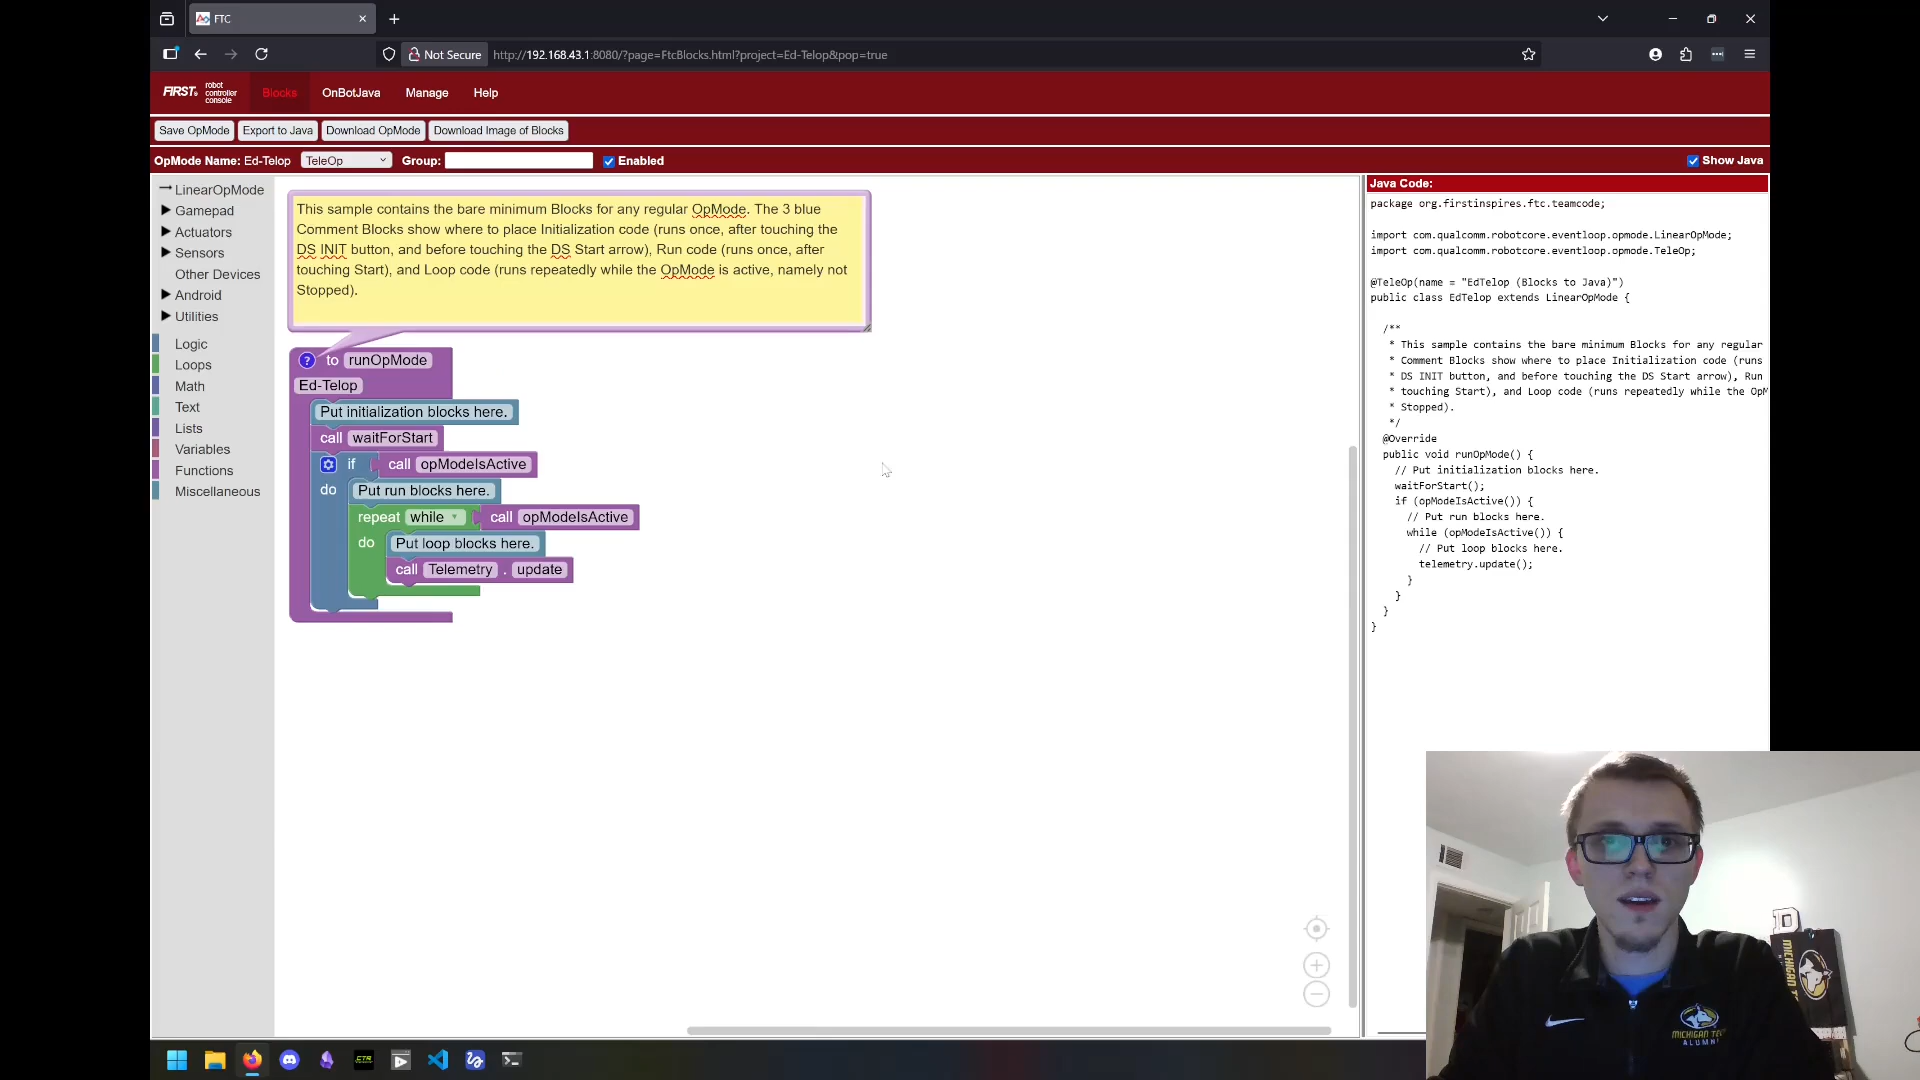 FTC
Not Secure
http://192.168.43.1:8080/?page=FtcBlocks.html?project=Ed-Telop&pop=true
FIRST® robot controller console
Blocks
OnBotJava
Manage
Help
Save OpMode
Export to Java
Download OpMode
Download Image of Blocks
OpMode Name: Ed-Telop
TeleOp
Group:
Enabled
Show Java
LinearOpMode
Gamepad
Actuators
Sensors
Other Devices
Android
Utilities
Logic
Loops
Math
Text
Lists
Variables
Functions
Miscellaneous
This sample contains the bare minimum Blocks for any regular OpMode. The 3 blue
Comment Blocks show where to place Initialization code (runs once, after touching the
DS INIT button, and before touching the DS Start arrow), Run code (runs once, after
touching Start), and Loop code (runs repeatedly while the OpMode is active, namely not
Stopped).
? to runOpMode
Ed-Telop
Put initialization blocks here.
call waitForStart
if call opModeIsActive
do Put run blocks here.
repeat while call opModeIsActive
do Put loop blocks here.
call Telemetry . update
Java Code:
package org.firstinspires.ftc.teamcode;
import com.qualcomm.robotcore.eventloop.opmode.LinearOpMode;
import com.qualcomm.robotcore.eventloop.opmode.TeleOp;
@TeleOp(name = "EdTelop (Blocks to Java)")
public class EdTelop extends LinearOpMode {
/**
* This sample contains the bare minimum Blocks for any regular
* Comment Blocks show where to place Initialization code (runs
* DS INIT button, and before touching the DS Start arrow), Run
* touching Start), and Loop code (runs repeatedly while the Op
* Stopped).
*/
@Override
public void runOpMode() {
// Put initialization blocks here.
waitForStart();
if (opModeIsActive()) {
// Put run blocks here.
while (opModeIsActive()) {
// Put loop blocks here.
telemetry.update();
}
}
}
}
CTR
MICHIGAN TECH
ALUMNI
MICHIGAN